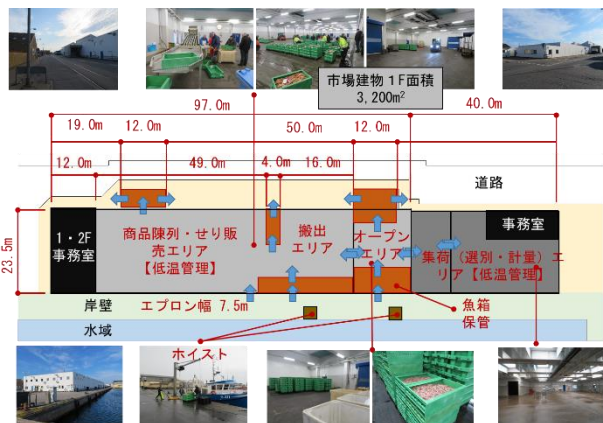 市場建物１F面積
3,200m²
97.0m
40.0m
19.0m
12.0m
50.0m
12.0m
12.0m
49.0m
4.0m
16.0m
道路
23.5m
1・2F
事務室
商品陳列・せり販
売エリア
【低温管理】
搬出
エリア
オープン
エリア
事務室
集荷（選別・計量）エ
リア【低温管理】
岸壁
エプロン幅 7.5m
魚箱
保管
水域
ホイスト